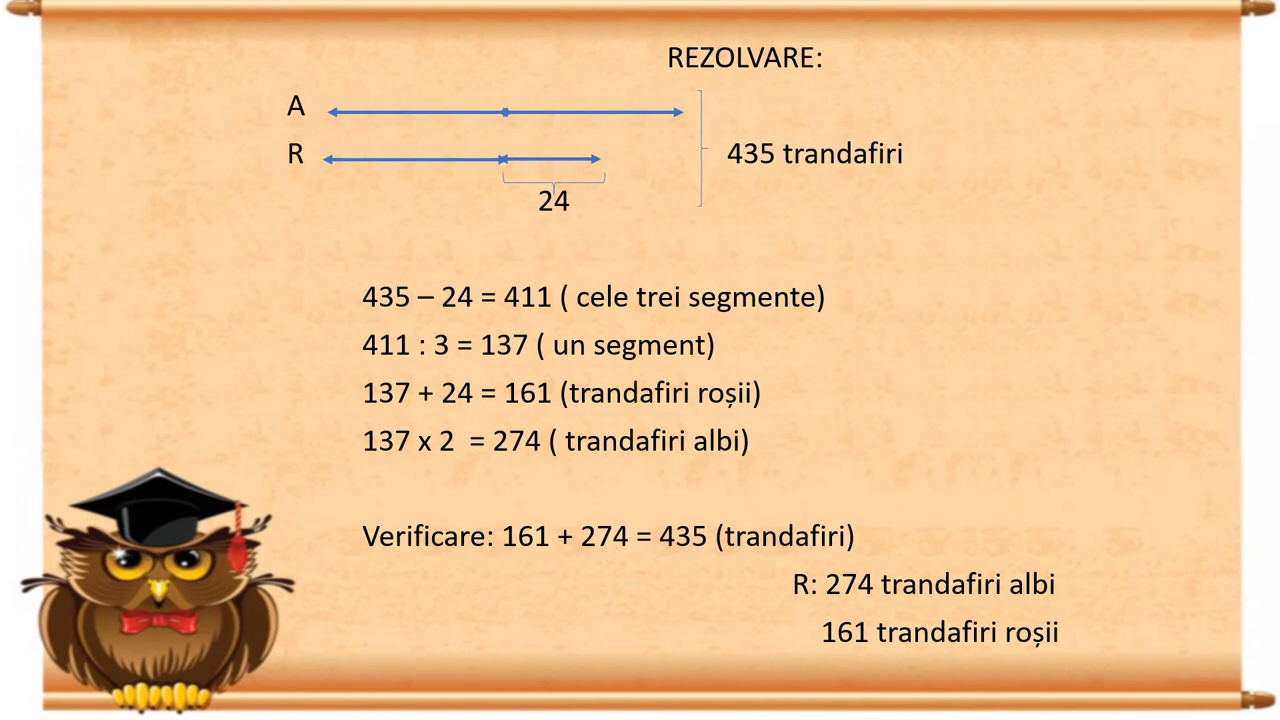 REZOLVARE:
A
R
435 trandafiri
24
435 – 24 = 411 ( cele trei segmente)
411 : 3 = 137 ( un segment)
137 + 24 = 161 (trandafiri roșii)
137 x 2  = 274 ( trandafiri albi)
Verificare: 161 + 274 = 435 (trandafiri)
R: 274 trandafiri albi
161 trandafiri roșii